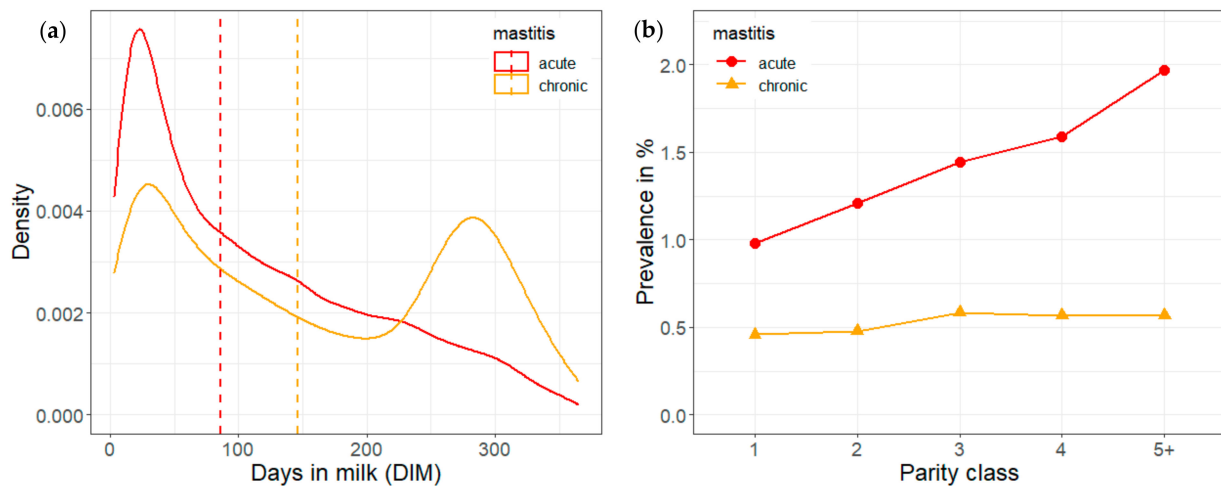 (a)
mastitis
acute
chronic
0.006
0.004
0.002
0.000
Density
0
100
200
300
Days in milk (DIM)
(b)
mastitis
acute
chronic
2.0
1.5
1.0
0.5
0.0
Prevalence in %
1
2
3
4
5+
Parity class